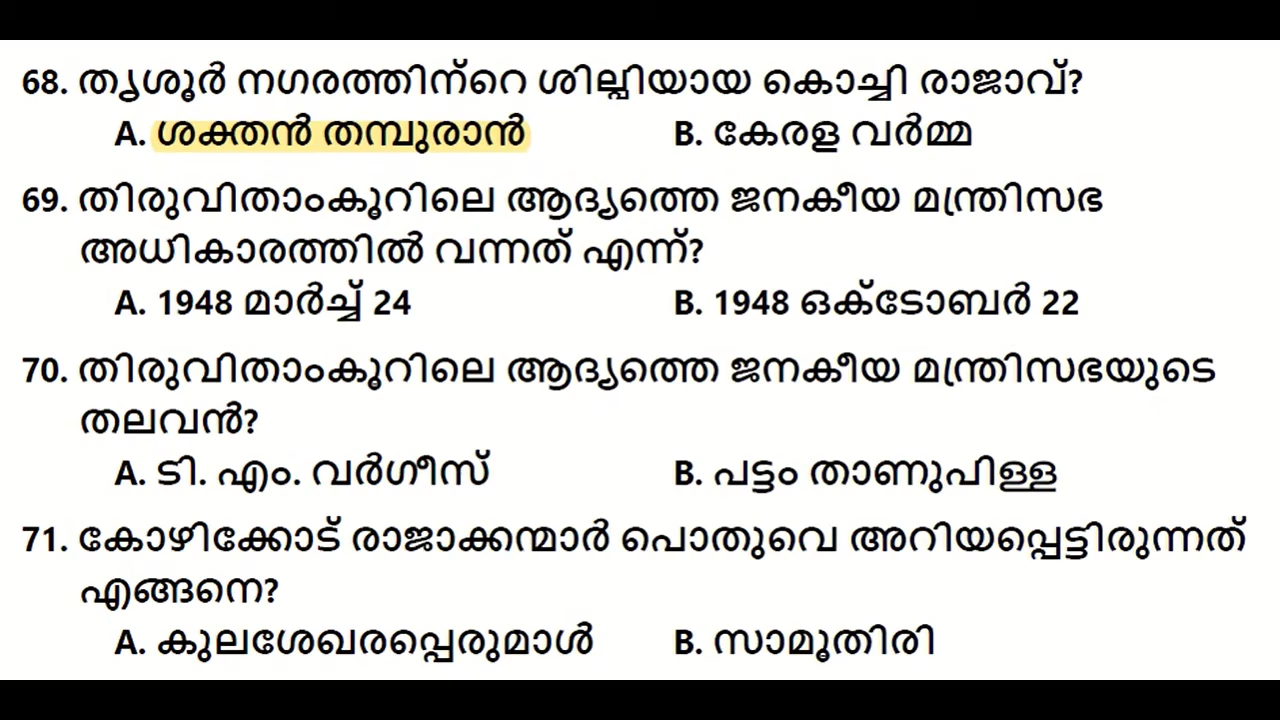 68. തൃശൂർ നഗരത്തിന്റെ ശില്പിയായ കൊച്ചി രാജാവ്?
A. ശക്തൻ തമ്പുരാൻ B. കേരള വർമ്മ
69. തിരുവിതാംകൂറിലെ ആദ്യത്തെ ജനകീയ മന്ത്രിസഭ
അധികാരത്തിൽ വന്നത് എന്ന്?
A. 1948 മാർച്ച് 24 B. 1948 ഒക്ടോബർ 22
70. തിരുവിതാംകൂറിലെ ആദ്യത്തെ ജനകീയ മന്ത്രിസഭയുടെ
തലവൻ?
A. ടി. എം. വർഗീസ് B. പട്ടം താണുപിള്ള
71. കോഴിക്കോട് രാജാക്കന്മാർ പൊതുവെ അറിയപ്പെട്ടിരുന്നത്
എങ്ങനെ?
A. കുലശേഖരപ്പെരുമാൾ B. സാമൂതിരി